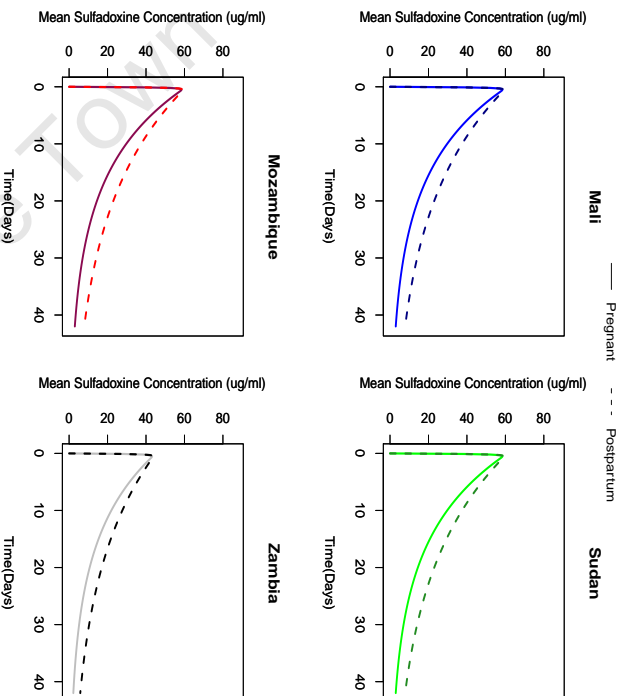 Pregnant Postpartum
Mali
Mean Sulfadoxine Concentration (ug/ml)
0 20 40 60 80
0 10 20 30 40
Time(Days)
Sudan
Mean Sulfadoxine Concentration (ug/ml)
0 20 40 60 80
0 10 20 30 40
Time(Days)
Mozambique
Mean Sulfadoxine Concentration (ug/ml)
0 20 40 60 80
0 10 20 30 40
Time(Days)
Zambia
Mean Sulfadoxine Concentration (ug/ml)
0 20 40 60 80
0 10 20 30 40
Time(Days)
e Town